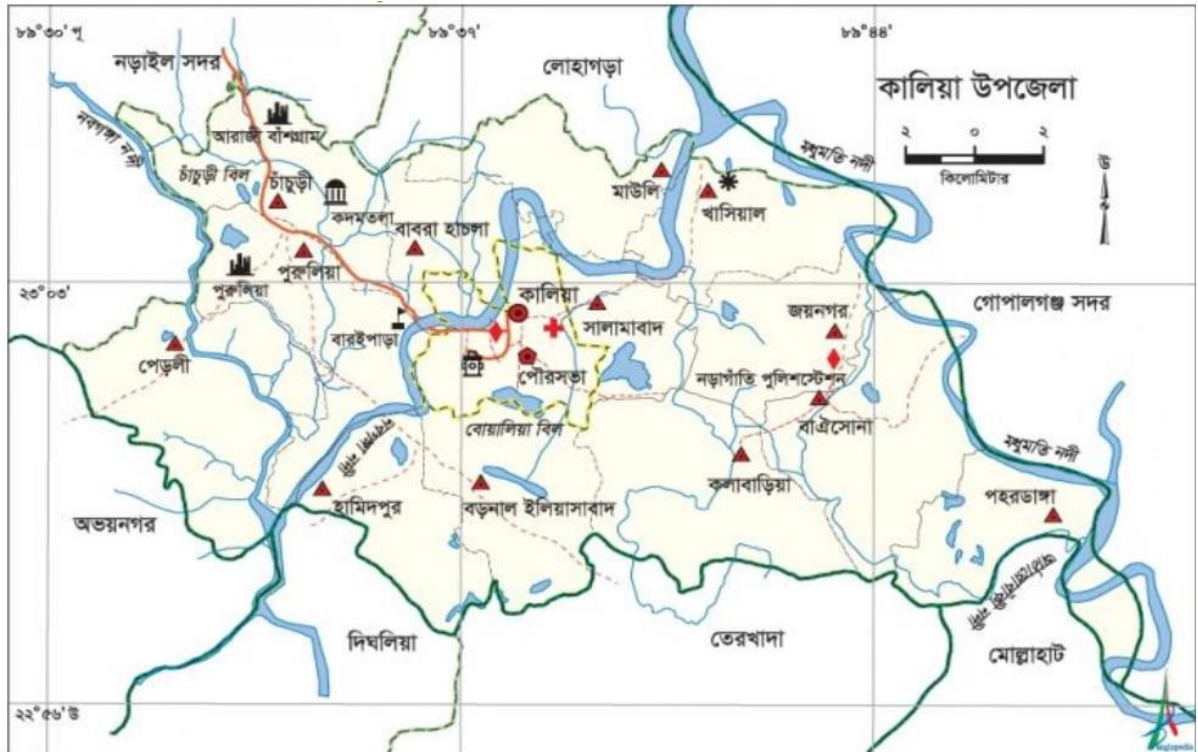 ৮৯°৩০' পূ
৮৯°৩৭'
৮৯°৪৪'
নড়াইল সদর
লোহাগড়া
কালিয়া উপজেলা
২ ০ ২
কিলোমিটার
উ
আরাজী বাঁশগ্রাম
নবগঙ্গা নদী
মধুমতি নদী
চাঁচুড়ী বিল
চাঁচুড়ী
মাউলি
খাসিয়াল
কদমতলা
বাবরা হাচলা
পুরুলিয়া
পুরুলিয়া
২৩°০৩'
কালিয়া
গোপালগঞ্জ সদর
জয়নগর
সালামাবাদ
বারইপাড়া
পেড়লী
পৌরসভা
নড়াগাঁতি পুলিশস্টেশন
বাঐসোনা
বোয়ালিয়া বিল
নবগঙ্গা নদী
মধুমতি নদী
কলাবাড়িয়া
পহরডাঙ্গা
হামিদপুর
বড়নাল ইলিয়াসাবাদ
অভয়নগর
দিঘলিয়া
তেরখাদা
মোল্লাহাট
২২°৫৬' উ